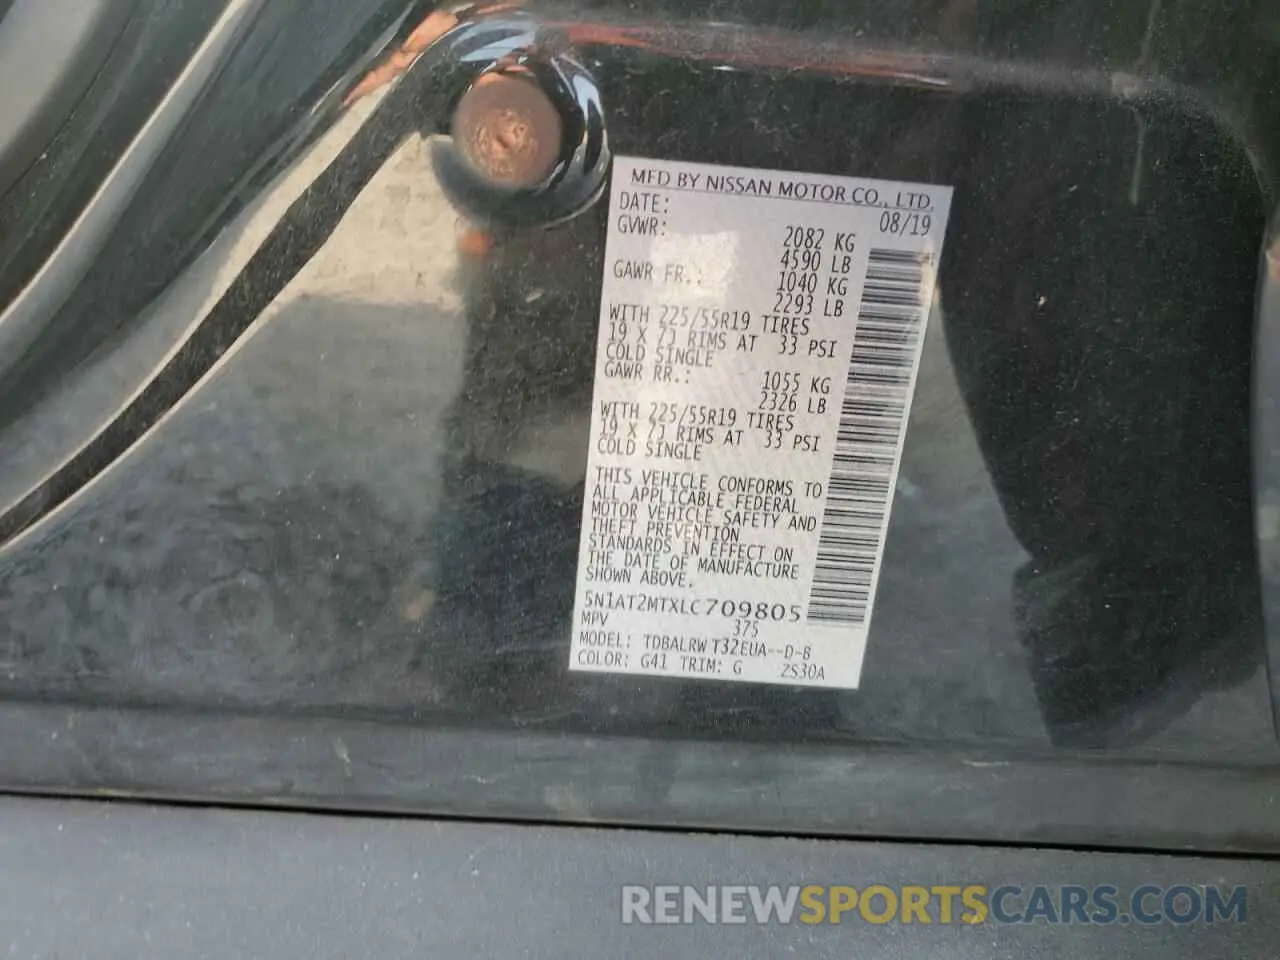 MFD BY NISSAN MOTOR CO., LTD.
DATE: 08/19
GVWR: 2082 KG
4590 LB
GAWR FR.: 1040 KG
2293 LB
WITH 225/55R19 TIRES
19 X 7J RIMS AT 33 PSI
COLD SINGLE
GAWR RR.: 1055 KG
2326 LB
WITH 225/55R19 TIRES
19 X 7J RIMS AT 33 PSI
COLD SINGLE
THIS VEHICLE CONFORMS TO
ALL APPLICABLE FEDERAL
MOTOR VEHICLE SAFETY AND
THEFT PREVENTION
STANDARDS IN EFFECT ON
THE DATE OF MANUFACTURE
SHOWN ABOVE.
5N1AT2MTXLC709805
MPV 375
MODEL: TDBALRW T32EUA--D-B
COLOR: G41 TRIM: G ZS30A
RENEWSPORTSCARS.COM